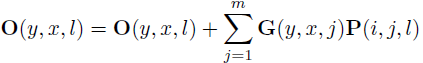 O(y, x, l) = O(y, x, l) + \sum_{j=1}^{m} G(y, x, j)P(i, j, l)